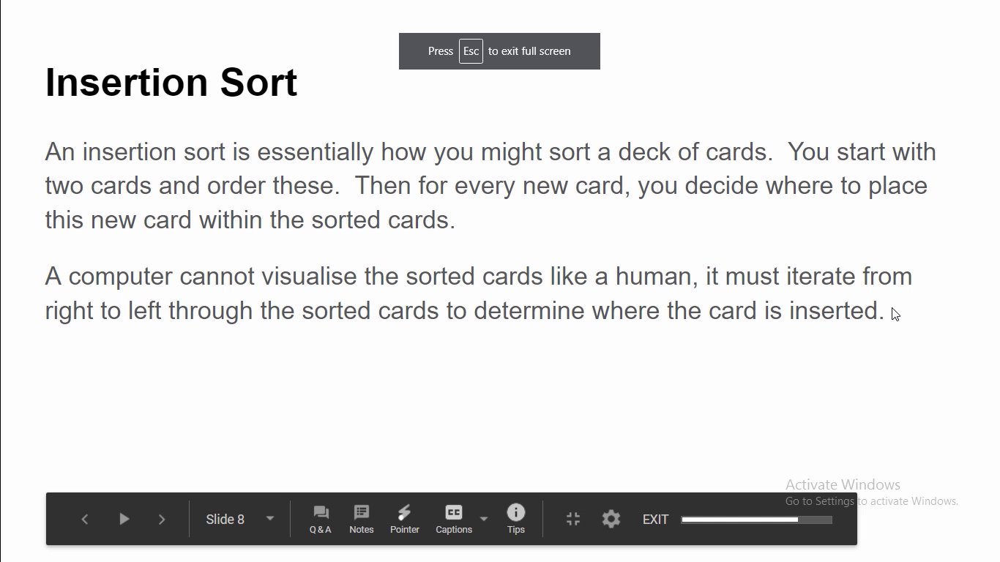 Press Esc to exit full screen
Insertion Sort
An insertion sort is essentially how you might sort a deck of cards.  You start with
two cards and order these.  Then for every new card, you decide where to place
this new card within the sorted cards.
A computer cannot visualise the sorted cards like a human, it must iterate from
right to left through the sorted cards to determine where the card is inserted.
Activate Windows
Go to Settings to activate Windows.
Slide 8
Q & A
Notes
Pointer
CC
Captions
Tips
EXIT